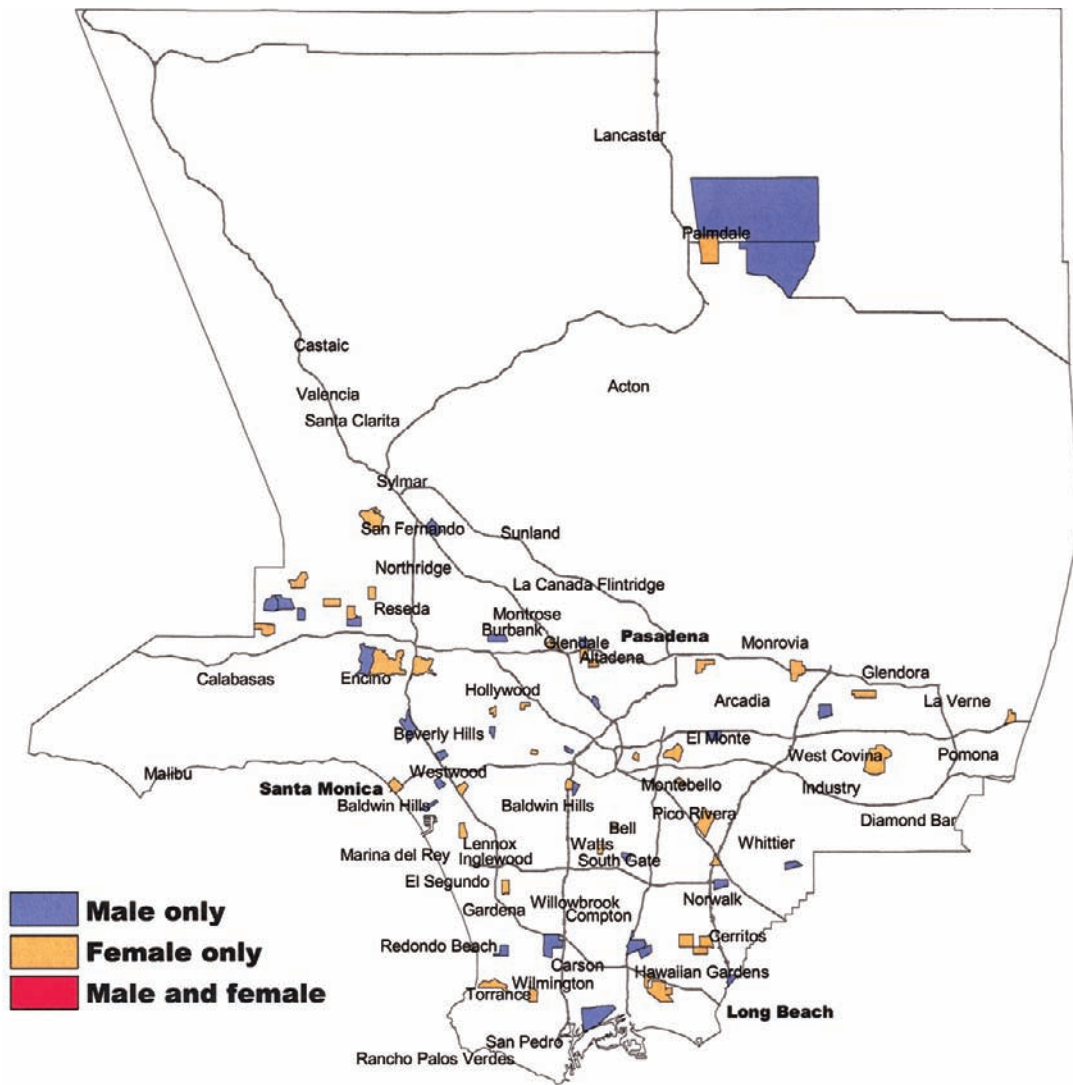 Lancaster
Palmdale
Castaic
Acton
Valencia
Santa Clarita
Sylmar
San Fernando
Sunland
Northridge
La Canada Flintridge
Reseda
Montrose
Burbank
Pasadena
Glendale
Monrovia
Altadena
Glendora
Calabasas
Encino
Hollywood
Arcadia
La Verne
Beverly Hills
El Monte
West Covina
Pomona
Malibu
Westwood
Santa Monica
Montebello
Industry
Baldwin Hills
Baldwin Hills
Pico Rivera
Diamond Bar
Bell
Whittier
Lennox
Walls
Marina del Rey
Inglewood
South Gate
El Segundo
Willowbrook
Norwalk
Gardena
Compton
Redondo Beach
Cerritos
Carson
Hawaiian Gardens
Wilmington
Torrance
Long Beach
San Pedro
Rancho Palos Verdes
Male only
Female only
Male and female